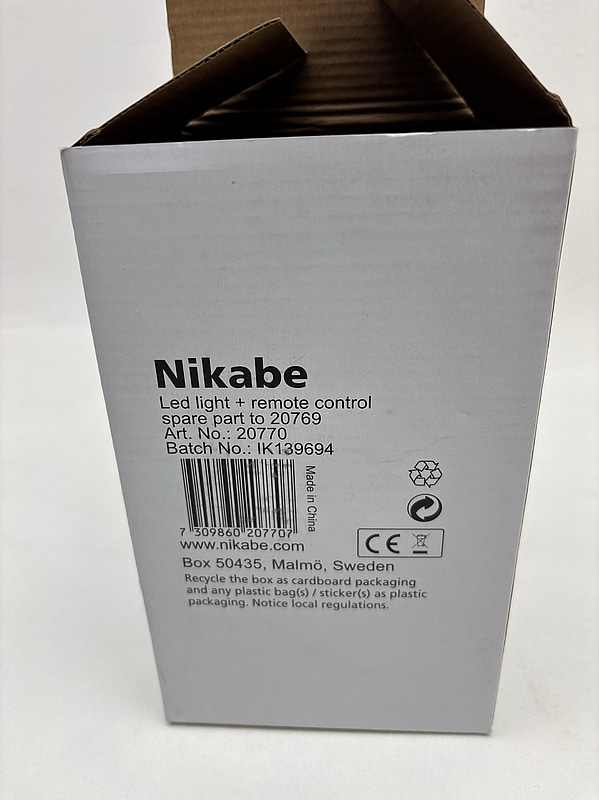 Nikabe
Led light + remote control
spare part to 20769
Art. No.: 20770
Batch No.: IK139694
Made in China
7 309860 207707
www.nikabe.com
CE
Box 50435, Malmö, Sweden
Recycle the box as cardboard packaging
and any plastic bag(s) / sticker(s) as plastic
packaging. Notice local regulations.